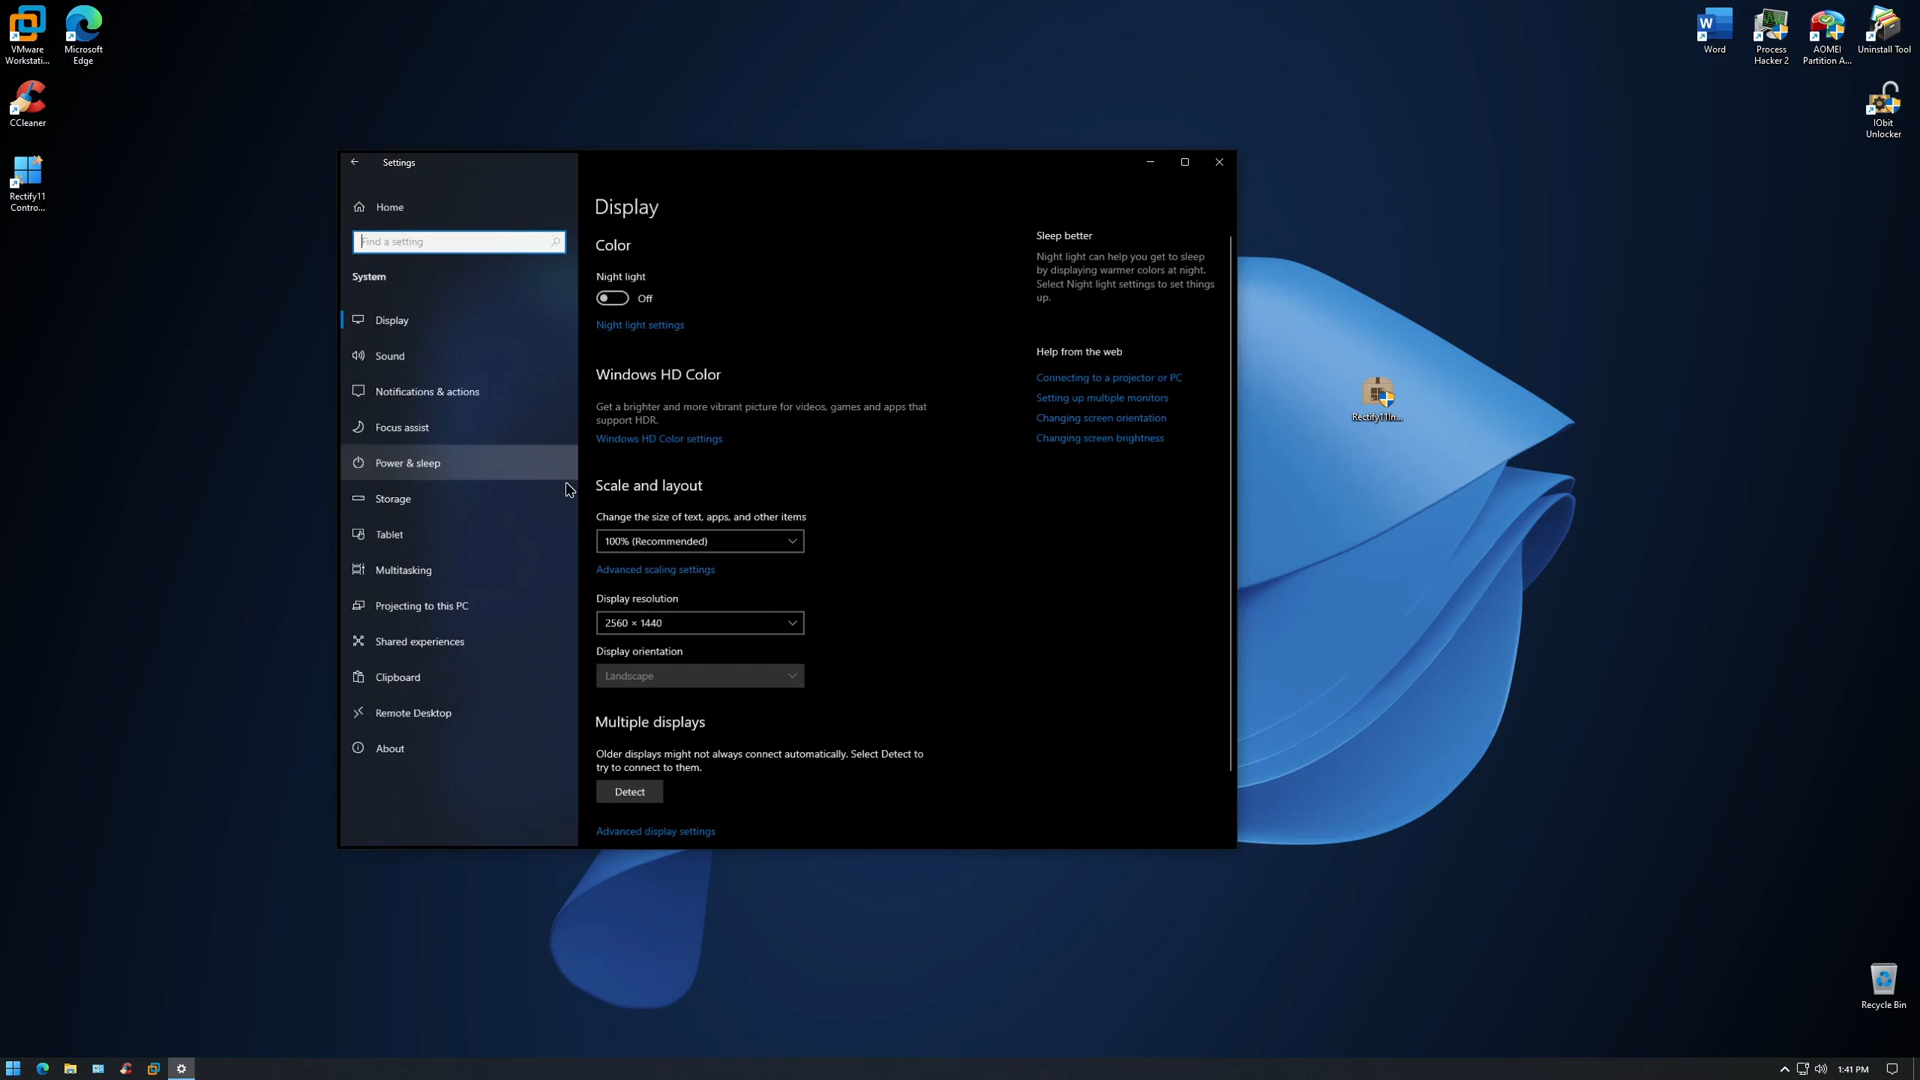 VMware
Workstati...
Microsoft
Edge
CCleaner
Rectify11
Contro...
Word
Process
Hacker 2
AOMEI
Partition A...
Uninstall Tool
IObit
Unlocker
Settings
Home
Find a setting
System
Display
Sound
Notifications & actions
Focus assist
Power & sleep
Storage
Tablet
Multitasking
Projecting to this PC
Shared experiences
Clipboard
Remote Desktop
About
Display
Color
Night light
Off
Night light settings
Windows HD Color
Get a brighter and more vibrant picture for videos, games and apps that
support HDR.
Windows HD Color settings
Scale and layout
Change the size of text, apps, and other items
100% (Recommended)
Advanced scaling settings
Display resolution
2560 × 1440
Display orientation
Landscape
Multiple displays
Older displays might not always connect automatically. Select Detect to
try to connect to them.
Detect
Advanced display settings
Sleep better
Night light can help you get to sleep
by displaying warmer colors at night.
Select Night light settings to set things
up.
Help from the web
Connecting to a projector or PC
Setting up multiple monitors
Changing screen orientation
Changing screen brightness
Rectify11In...
Recycle Bin
1:41 PM